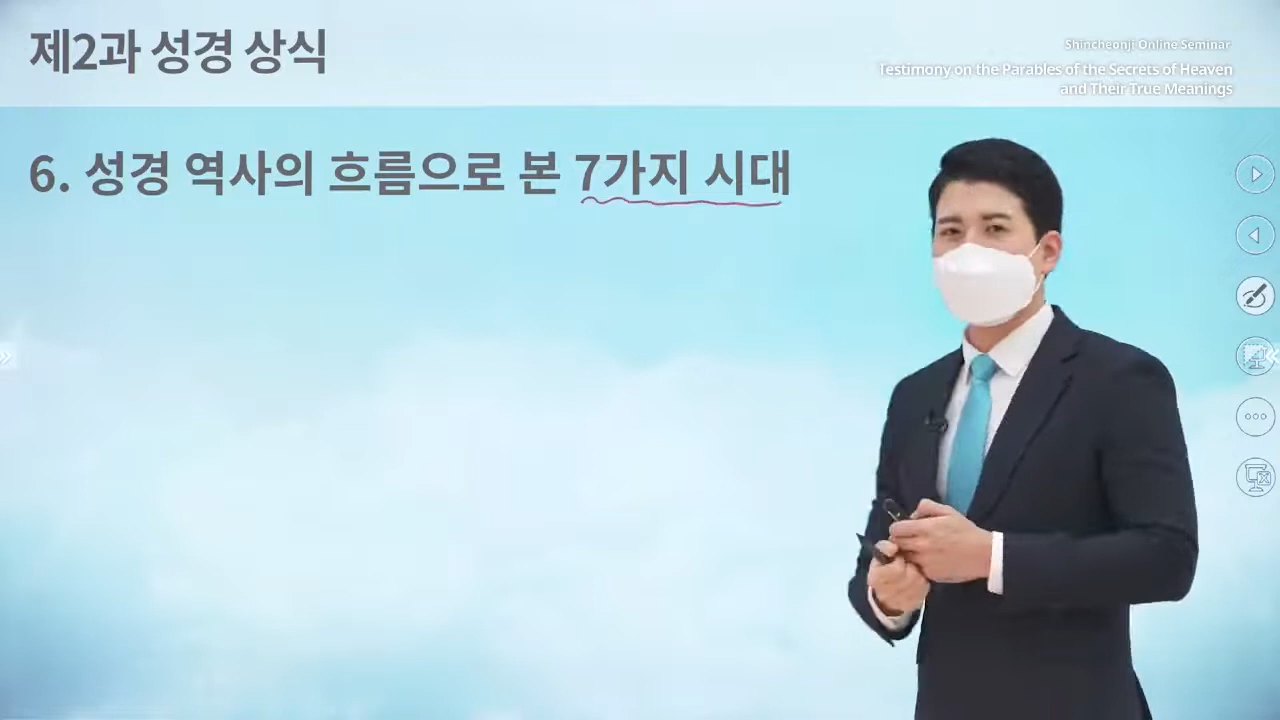 제2과 성경 상식
Shincheonji Online Seminar
Testimony on the Parables of the Secrets of Heaven
and Their True Meanings
6. 성경 역사의 흐름으로 본 7가지 시대